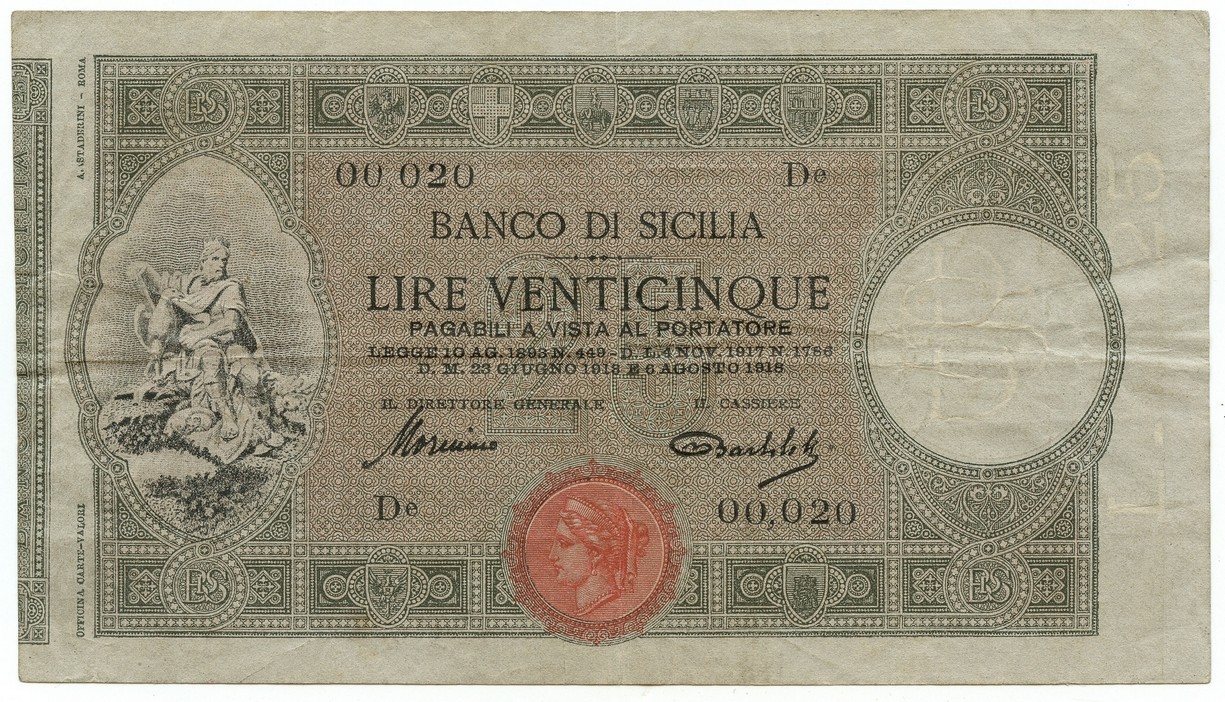 A. STADERINI - ROMA
00 020 De
BANCO DI SICILIA
LIRE VENTICINQUE
25
PAGABILI A VISTA AL PORTATORE
LEGGE 10 AG. 1893 N. 449 - D. L. 4 NOV. 1917 N. 1786
D. M. 23 GIUGNO 1918 E 6 AGOSTO 1918
IL DIRETTORE GENERALE IL CASSIERE
De 00,020
OFFICINA CARTE-VALORI